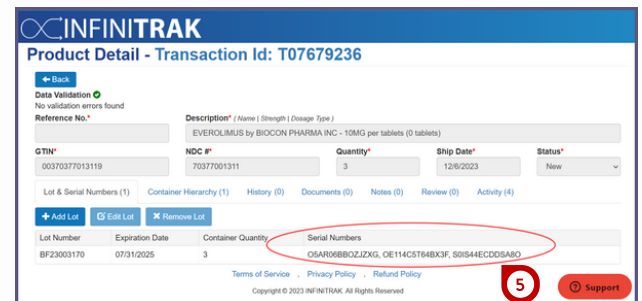 INFINITRAK
Product Detail - Transaction Id: T07679236
Back
Data Validation
No validation errors found
Reference No.* Description* ( Name | Strength | Dosage Type )
EVEROLIMUS by BIOCON PHARMA INC - 10MG per tablets (0 tablets)
GTIN* NDC #* Quantity* Ship Date* Status*
00370377013119 70377001311 3 12/6/2023 New
Lot & Serial Numbers (1) Container Hierarchy (1) History (0) Documents (0) Notes (0) Review (0) Activity (4)
+ Add Lot Edit Lot Remove Lot
Lot Number Expiration Date Container Quantity Serial Numbers
BF23003170 07/31/2025 3 O5AR06BBOZJZXG, OE114C5T64BX3F, S0IS44ECDDSA8O
Terms of Service . Privacy Policy . Refund Policy
5
Support
Copyright © 2023 INFINITRAK. All Rights Reserved